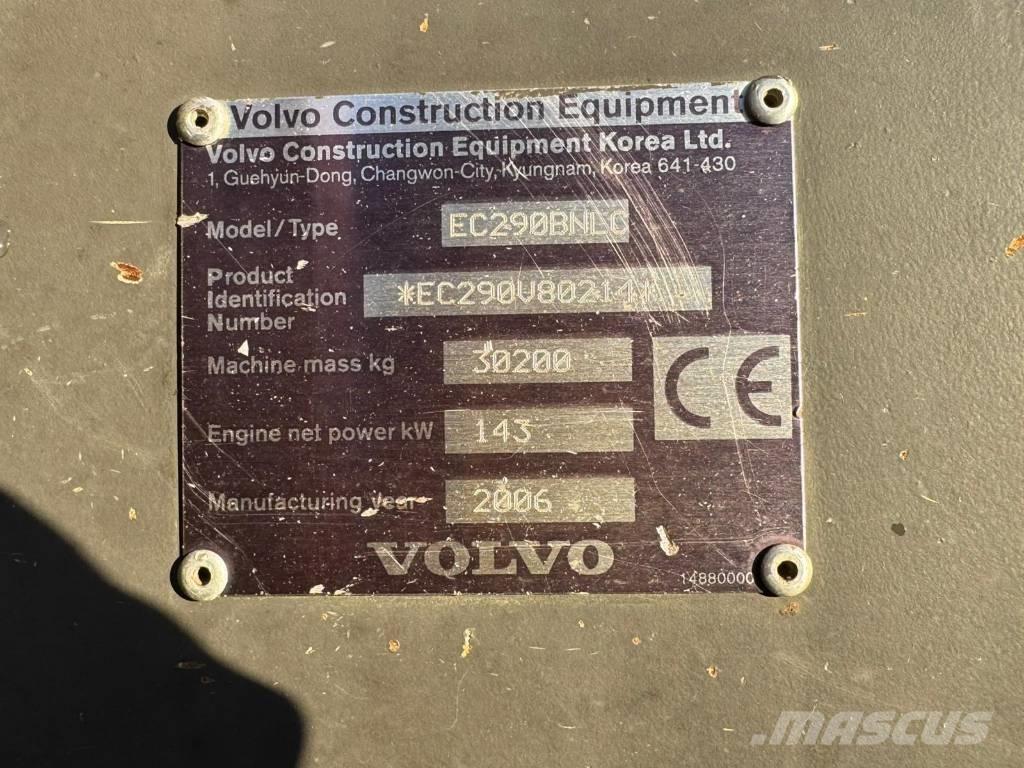 Volvo Construction Equipment
Volvo Construction Equipment Korea Ltd.
1, Guehyun-Dong, Changwon-City, Kyungnam, Korea 641-430
Model/Type EC290BNLC
Product
Identification *EC290V80214*
Number
Machine mass kg 30200
CE
Engine net power kW 143
Manufacturing year 2006
VOLVO
14880000
MASCUS